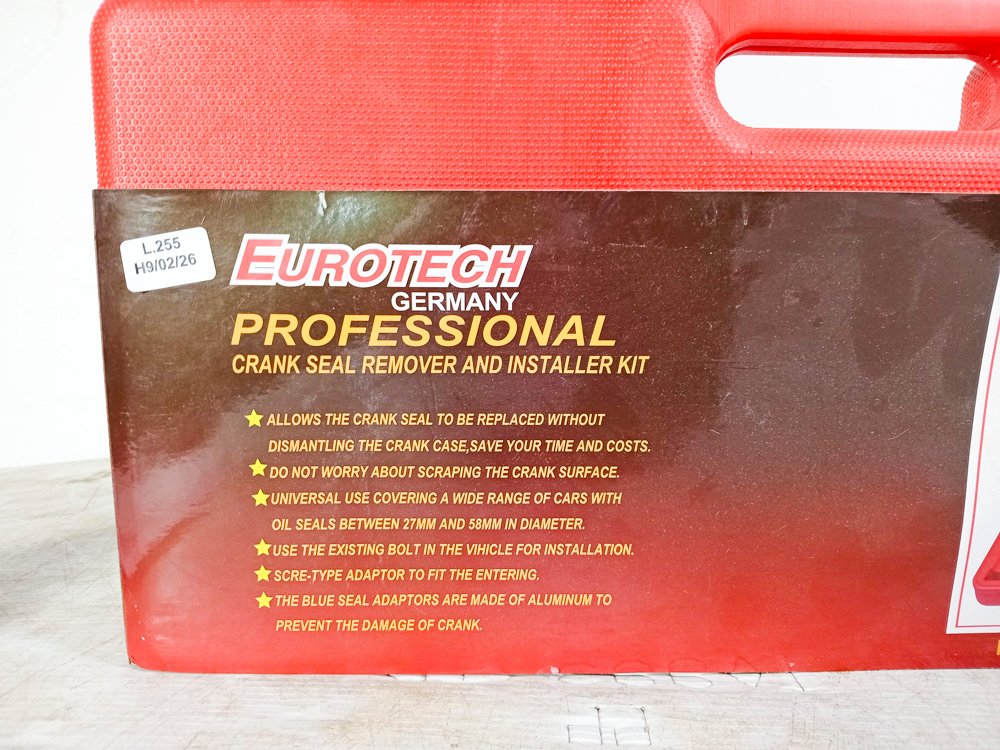 L.255
H9/02/26
EUROTECH
GERMANY
PROFESSIONAL
CRANK SEAL REMOVER AND INSTALLER KIT
ALLOWS THE CRANK SEAL TO BE REPLACED WITHOUT
DISMANTLING THE CRANK CASE,SAVE YOUR TIME AND COSTS.
DO NOT WORRY ABOUT SCRAPING THE CRANK SURFACE.
UNIVERSAL USE COVERING A WIDE RANGE OF CARS WITH
OIL SEALS BETWEEN 27MM AND 58MM IN DIAMETER.
USE THE EXISTING BOLT IN THE VIHICLE FOR INSTALLATION.
SCRE-TYPE ADAPTOR TO FIT THE ENTERING.
THE BLUE SEAL ADAPTORS ARE MADE OF ALUMINUM TO
PREVENT THE DAMAGE OF CRANK.